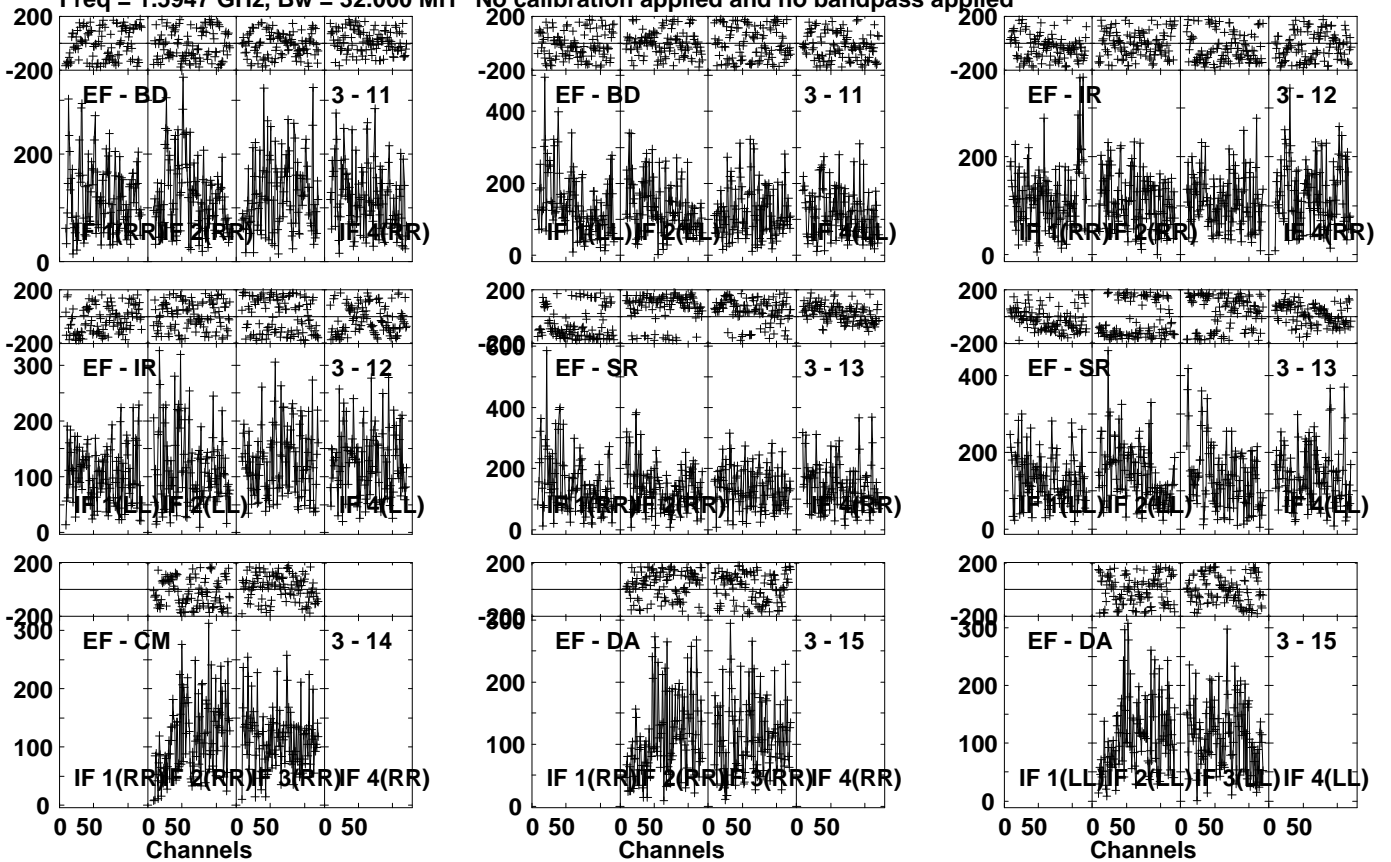 Freq = 1.5947 GHz, Bw = 32.000 MH No calibration applied and no bandpass applied
200
-200
EF - BD 3 - 11
200
0
IF 1(RR) IF 2(RR) IF 4(RR)
200
-200
EF - BD 3 - 11
400
200
0
IF 1(LL) IF 2(LL) IF 4(LL)
200
-200
EF - IR 3 - 12
200
0
IF 1(RR) IF 2(RR) IF 4(RR)
200
-200
EF - IR 3 - 12
300
200
100
0
IF 1(LL) IF 2(LL) IF 4(LL)
200
-200
600
EF - SR 3 - 13
400
200
0
IF 1(RR) IF 2(RR) IF 4(RR)
200
-200
EF - SR 3 - 13
400
200
0
IF 1(LL) IF 2(LL) IF 4(LL)
200
-200
300
EF - CM 3 - 14
200
100
0
IF 1(RR) IF 2(RR) IF 3(RR) IF 4(RR)
0 50 0 50 0 50 0 50
Channels
200
-200
300
EF - DA 3 - 15
200
100
0
IF 1(RR) IF 2(RR) IF 3(RR) IF 4(RR)
0 50 0 50 0 50 0 50
Channels
200
-200
300
EF - DA 3 - 15
200
100
0
IF 1(LL) IF 2(LL) IF 3(LL) IF 4(LL)
0 50 0 50 0 50 0 50
Channels